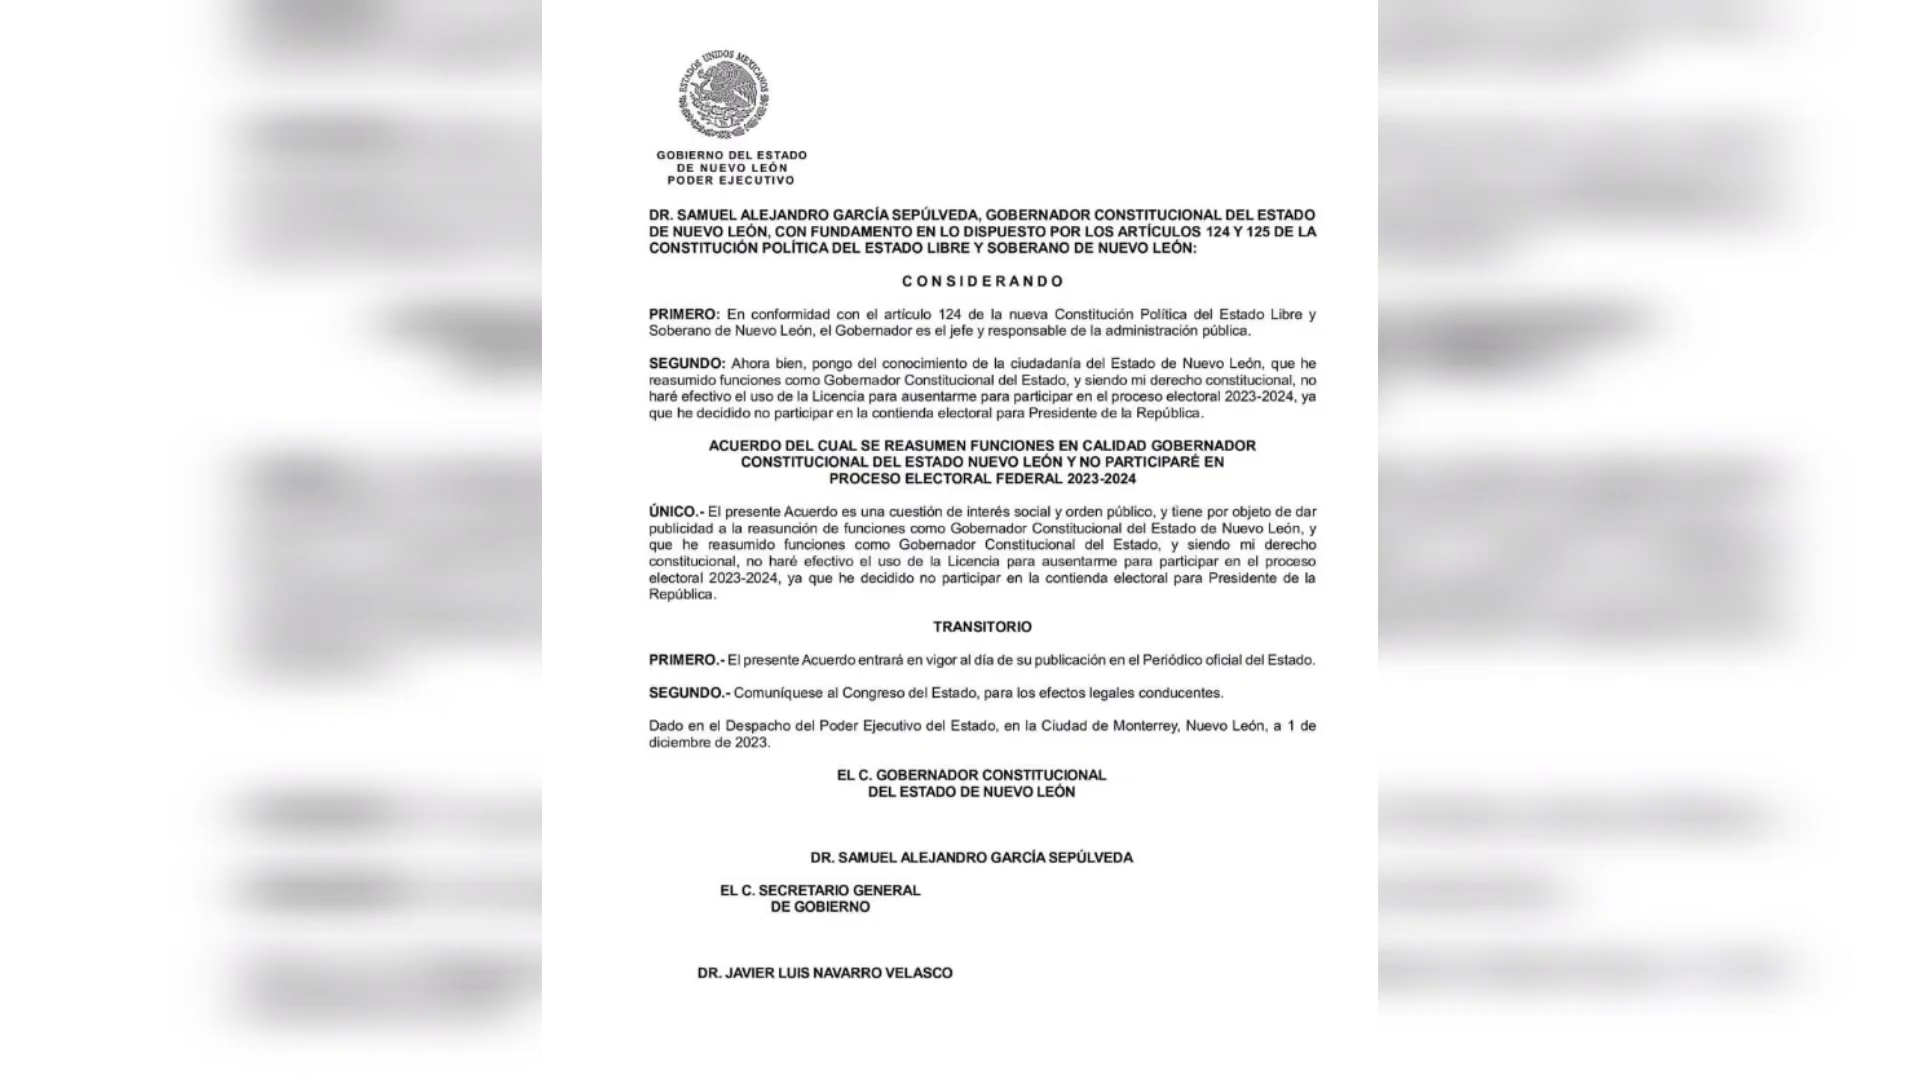 ESTADOS UNIDOS MEXICANOS
GOBIERNO DEL ESTADO
DE NUEVO LEÓN
PODER EJECUTIVO
DR. SAMUEL ALEJANDRO GARCÍA SEPÚLVEDA, GOBERNADOR CONSTITUCIONAL DEL ESTADO
DE NUEVO LEÓN, CON FUNDAMENTO EN LO DISPUESTO POR LOS ARTÍCULOS 124 Y 125 DE LA
CONSTITUCIÓN POLÍTICA DEL ESTADO LIBRE Y SOBERANO DE NUEVO LEÓN:
C O N S I D E R A N D O
PRIMERO: En conformidad con el artículo 124 de la nueva Constitución Política del Estado Libre y
Soberano de Nuevo León, el Gobernador es el jefe y responsable de la administración pública.
SEGUNDO: Ahora bien, pongo del conocimiento de la ciudadanía del Estado de Nuevo León, que he
reasumido funciones como Gobernador Constitucional del Estado, y siendo mi derecho constitucional, no
haré efectivo el uso de la Licencia para ausentarme para participar en el proceso electoral 2023-2024, ya
que he decidido no participar en la contienda electoral para Presidente de la República.
ACUERDO DEL CUAL SE REASUMEN FUNCIONES EN CALIDAD GOBERNADOR
CONSTITUCIONAL DEL ESTADO NUEVO LEÓN Y NO PARTICIPARÉ EN
PROCESO ELECTORAL FEDERAL 2023-2024
ÚNICO.- El presente Acuerdo es una cuestión de interés social y orden público, y tiene por objeto de dar
publicidad a la reasunción de funciones como Gobernador Constitucional del Estado de Nuevo León, y
que he reasumido funciones como Gobernador Constitucional del Estado, y siendo mi derecho
constitucional, no haré efectivo el uso de la Licencia para ausentarme para participar en el proceso
electoral 2023-2024, ya que he decidido no participar en la contienda electoral para Presidente de la
República.
TRANSITORIO
PRIMERO.- El presente Acuerdo entrará en vigor al día de su publicación en el Periódico oficial del Estado.
SEGUNDO.- Comuníquese al Congreso del Estado, para los efectos legales conducentes.
Dado en el Despacho del Poder Ejecutivo del Estado, en la Ciudad de Monterrey, Nuevo León, a 1 de
diciembre de 2023.
EL C. GOBERNADOR CONSTITUCIONAL
DEL ESTADO DE NUEVO LEÓN
DR. SAMUEL ALEJANDRO GARCÍA SEPÚLVEDA
EL C. SECRETARIO GENERAL
DE GOBIERNO
DR. JAVIER LUIS NAVARRO VELASCO